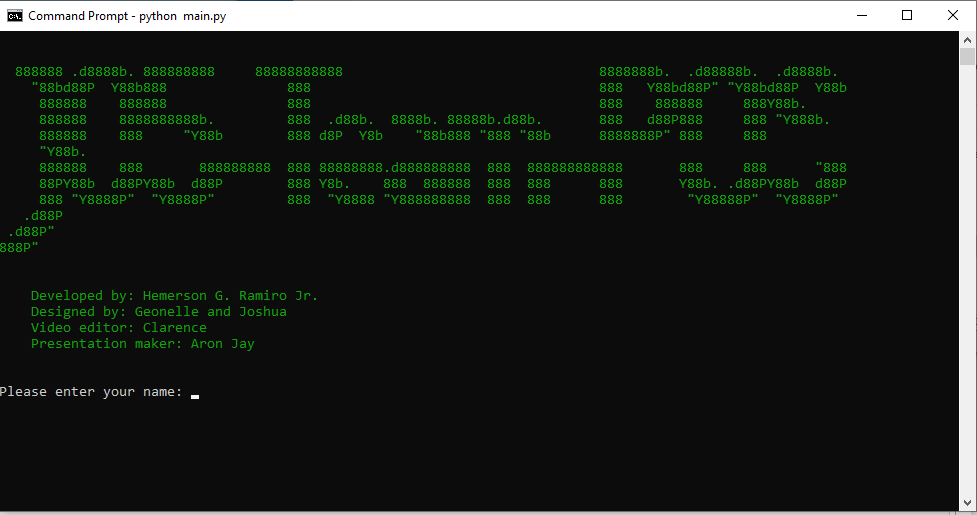 Command Prompt - python  main.py
888888 .d8888b. 888888888     88888888888                                8888888b.  .d88888b.  .d8888b.
"88bd88P  Y88b888               888                                    888   Y88bd88P" "Y88bd88P  Y88b
888888    888888               888                                    888    888888     888Y88b.
888888    8888888888b.         888  .d88b.  8888b. 88888b.d88b.       888   d88P888     888 "Y888b.
888888    888     "Y88b        888 d8P  Y8b    "88b888 "888 "88b      8888888P" 888     888
"Y88b.
888888    888       888888888  888 88888888.d888888888  888  888888888888       888     888      "888
88PY88b  d88PY88b  d88P        888 Y8b.    888  888888  888  888      888       Y88b. .d88PY88b  d88P
888 "Y8888P"  "Y8888P"         888  "Y8888 "Y888888888  888  888      888        "Y88888P"  "Y8888P"
.d88P
.d88P"
888P"
Developed by: Hemerson G. Ramiro Jr.
Designed by: Geonelle and Joshua
Video editor: Clarence
Presentation maker: Aron Jay
Please enter your name: